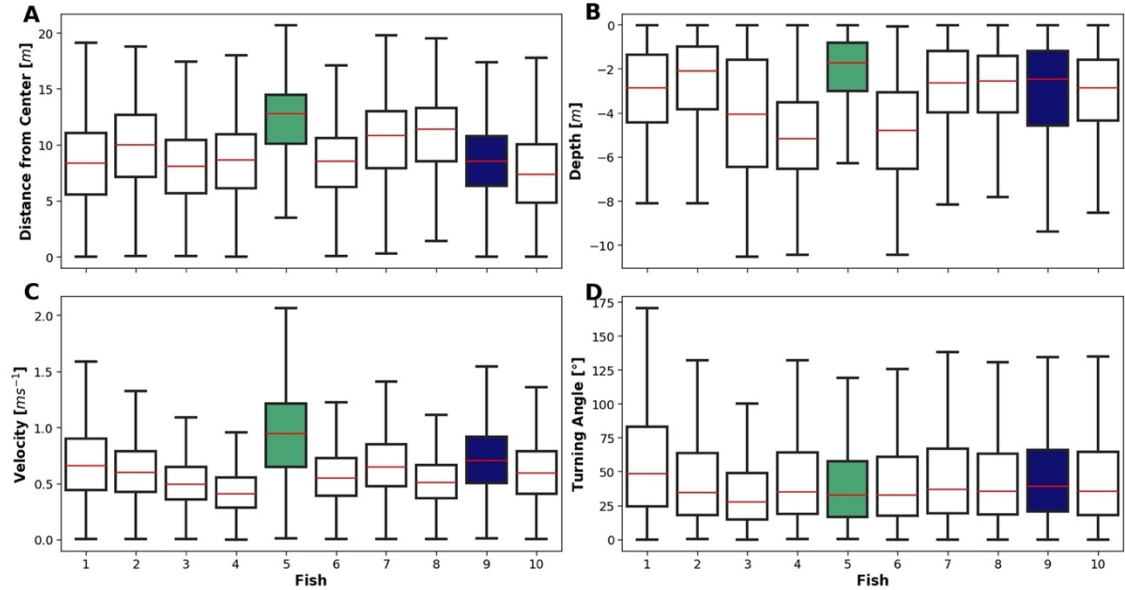 A
B
Distance from Center [m]
20
15
10
5
0
Depth [m]
0
−2
−4
−6
−8
−10
C
D
Velocity [ms⁻¹]
2.0
1.5
1.0
0.5
0.0
1 2 3 4 5 6 7 8 9 10
Fish
Turning Angle [°]
175
150
125
100
75
50
25
0
1 2 3 4 5 6 7 8 9 10
Fish